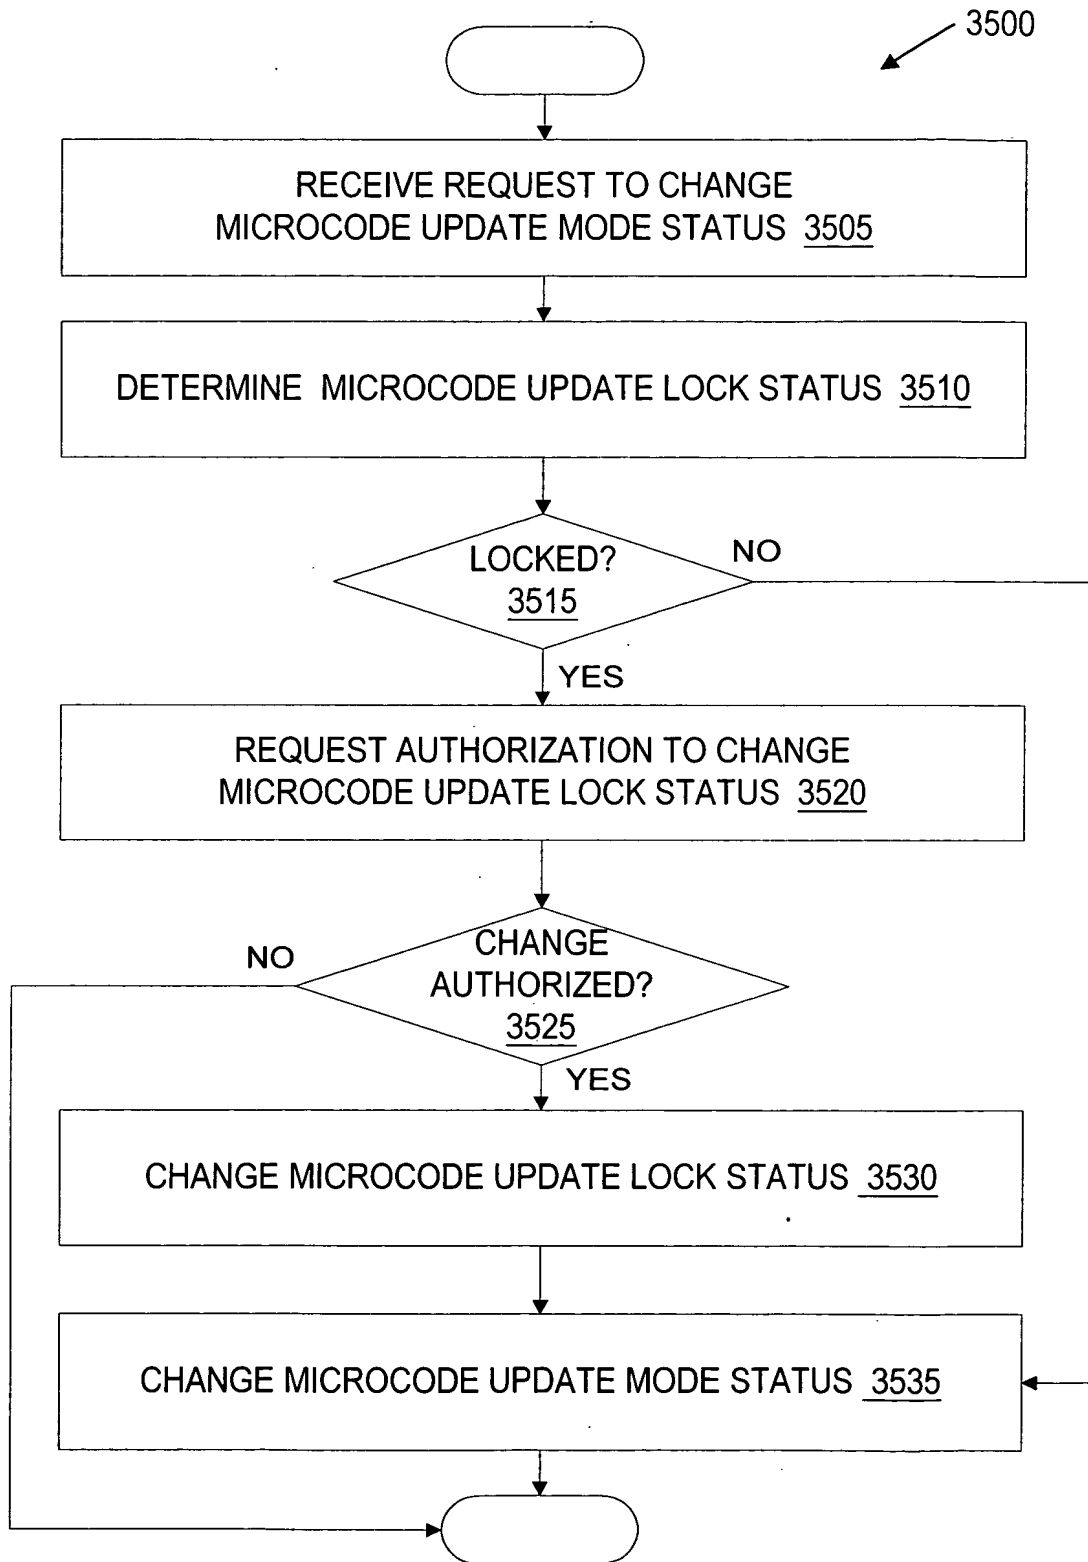 3500
RECEIVE REQUEST TO CHANGE
MICROCODE UPDATE MODE STATUS 3505
DETERMINE MICROCODE UPDATE LOCK STATUS 3510
LOCKED?
3515
NO
YES
REQUEST AUTHORIZATION TO CHANGE
MICROCODE UPDATE LOCK STATUS 3520
CHANGE
AUTHORIZED?
3525
NO
YES
CHANGE MICROCODE UPDATE LOCK STATUS 3530
CHANGE MICROCODE UPDATE MODE STATUS 3535